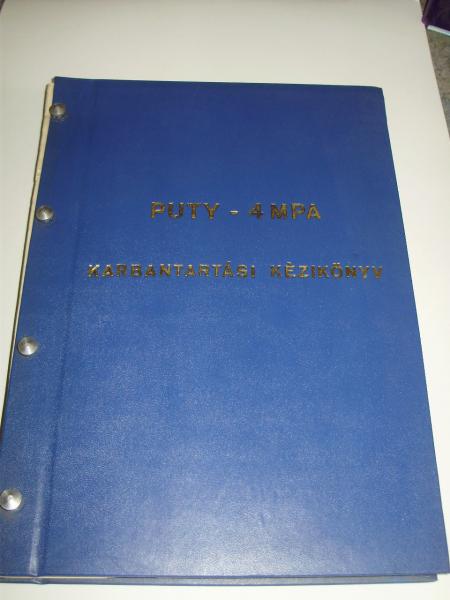 PUTY - 4 MPA
KARBANTARTÁSI KÉZIKÖNYV